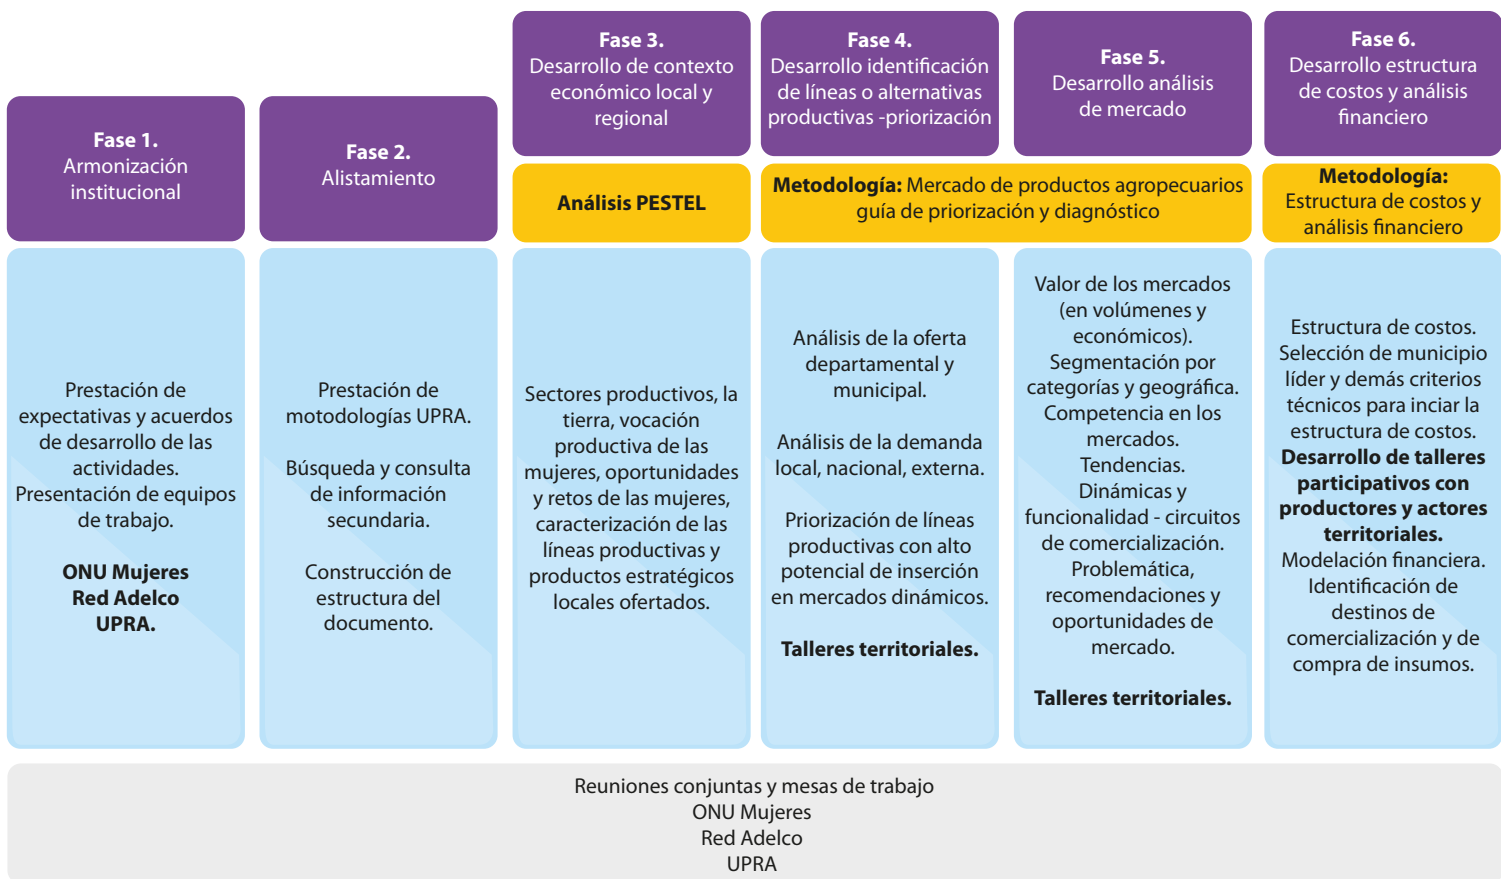 Fase 1.
Armonización
institucional
Prestación de
expectativas y acuerdos
de desarrollo de las
actividades.
Presentación de equipos
de trabajo.
ONU Mujeres
Red Adelco
UPRA.
Fase 2.
Alistamiento
Prestación de
motodologías UPRA.
Búsqueda y consulta
de información
secundaria.
Construcción de
estructura del
documento.
Fase 3.
Desarrollo de contexto
económico local y
regional
Análisis PESTEL
Sectores productivos, la
tierra, vocación
productiva de las
mujeres, oportunidades
y retos de las mujeres,
caracterización de las
líneas productivas y
productos estratégicos
locales ofertados.
Fase 4.
Desarrollo identificación
de líneas o alternativas
productivas -priorización
Metodología: Mercado de productos agropecuarios
guía de priorización y diagnóstico
Análisis de la oferta
departamental y
municipal.
Análisis de la demanda
local, nacional, externa.
Priorización de líneas
productivas con alto
potencial de inserción
en mercados dinámicos.
Talleres territoriales.
Fase 5.
Desarrollo análisis
de mercado
Valor de los mercados
(en volúmenes y
económicos).
Segmentación por
categorías y geográfica.
Competencia en los
mercados.
Tendencias.
Dinámicas y
funcionalidad - circuitos
de comercialización.
Problemática,
recomendaciones y
oportunidades de
mercado.
Talleres territoriales.
Fase 6.
Desarrollo estructura
de costos y análisis
financiero
Metodología:
Estructura de costos y
análisis financiero
Estructura de costos.
Selección de municipio
líder y demás criterios
técnicos para inciar la
estructura de costos.
Desarrollo de talleres
participativos con
productores y actores
territoriales.
Modelación financiera.
Identificación de
destinos de
comercialización y de
compra de insumos.
Reuniones conjuntas y mesas de trabajo
ONU Mujeres
Red Adelco
UPRA